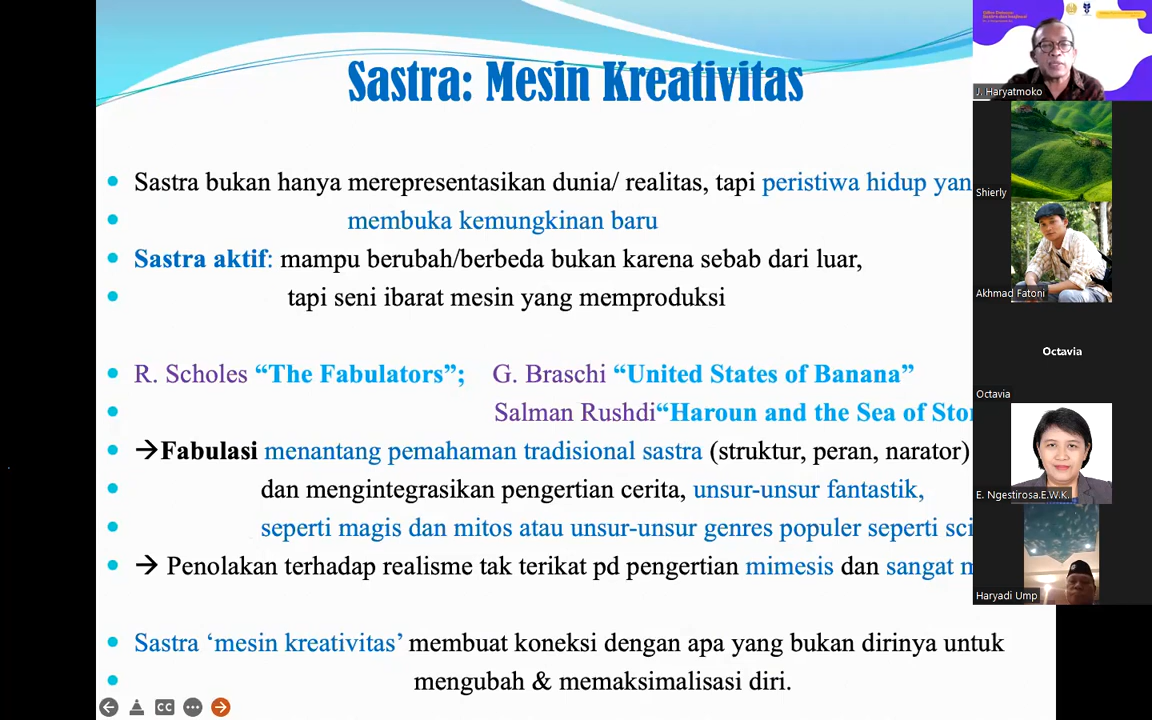 Sastra: Mesin Kreativitas
Sastra bukan hanya merepresentasikan dunia/ realitas, tapi peristiwa hidup yan
membuka kemungkinan baru
Sastra aktif: mampu berubah/berbeda bukan karena sebab dari luar,
tapi seni ibarat mesin yang memproduksi
R. Scholes “The Fabulators”; G. Braschi “United States of Banana”
Salman Rushdi“Haroun and the Sea of Stor
→Fabulasi menantang pemahaman tradisional sastra (struktur, peran, narator)
dan mengintegrasikan pengertian cerita, unsur-unsur fantastik,
seperti magis dan mitos atau unsur-unsur genres populer seperti sci
→ Penolakan terhadap realisme tak terikat pd pengertian mimesis dan sangat m
Sastra ‘mesin kreativitas’ membuat koneksi dengan apa yang bukan dirinya untuk
mengubah & memaksimalisasi diri.
CC
J. Haryatmoko
Shierly
Akhmad Fatoni
Octavia
Octavia
E. Ngestirosa.E.W.K.
Haryadi Ump